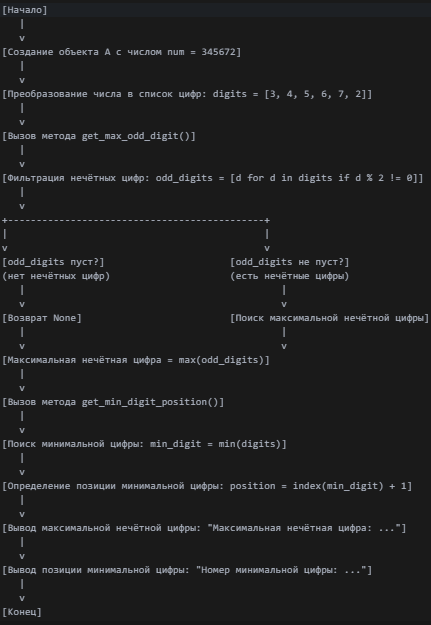 [Начало]
|
v
[Создание объекта A с числом num = 345672]
|
v
[Преобразование числа в список цифр: digits = [3, 4, 5, 6, 7, 2]]
|
v
[Вызов метода get_max_odd_digit()]
|
v
[Фильтрация нечётных цифр: odd_digits = [d for d in digits if d % 2 != 0]]
|
v
+--------------------------------------------+
| |
v v
[odd_digits пуст?] [odd_digits не пуст?]
(нет нечётных цифр) (есть нечётные цифры)
| |
v v
[Возврат None] [Поиск максимальной нечётной цифры]
| |
v v
[Максимальная нечётная цифра = max(odd_digits)]
|
v
[Вызов метода get_min_digit_position()]
|
v
[Поиск минимальной цифры: min_digit = min(digits)]
|
v
[Определение позиции минимальной цифры: position = index(min_digit) + 1]
|
v
[Вывод максимальной нечётной цифры: "Максимальная нечётная цифра: ..."]
|
v
[Вывод позиции минимальной цифры: "Номер минимальной цифры: ..."]
|
v
[Конец]